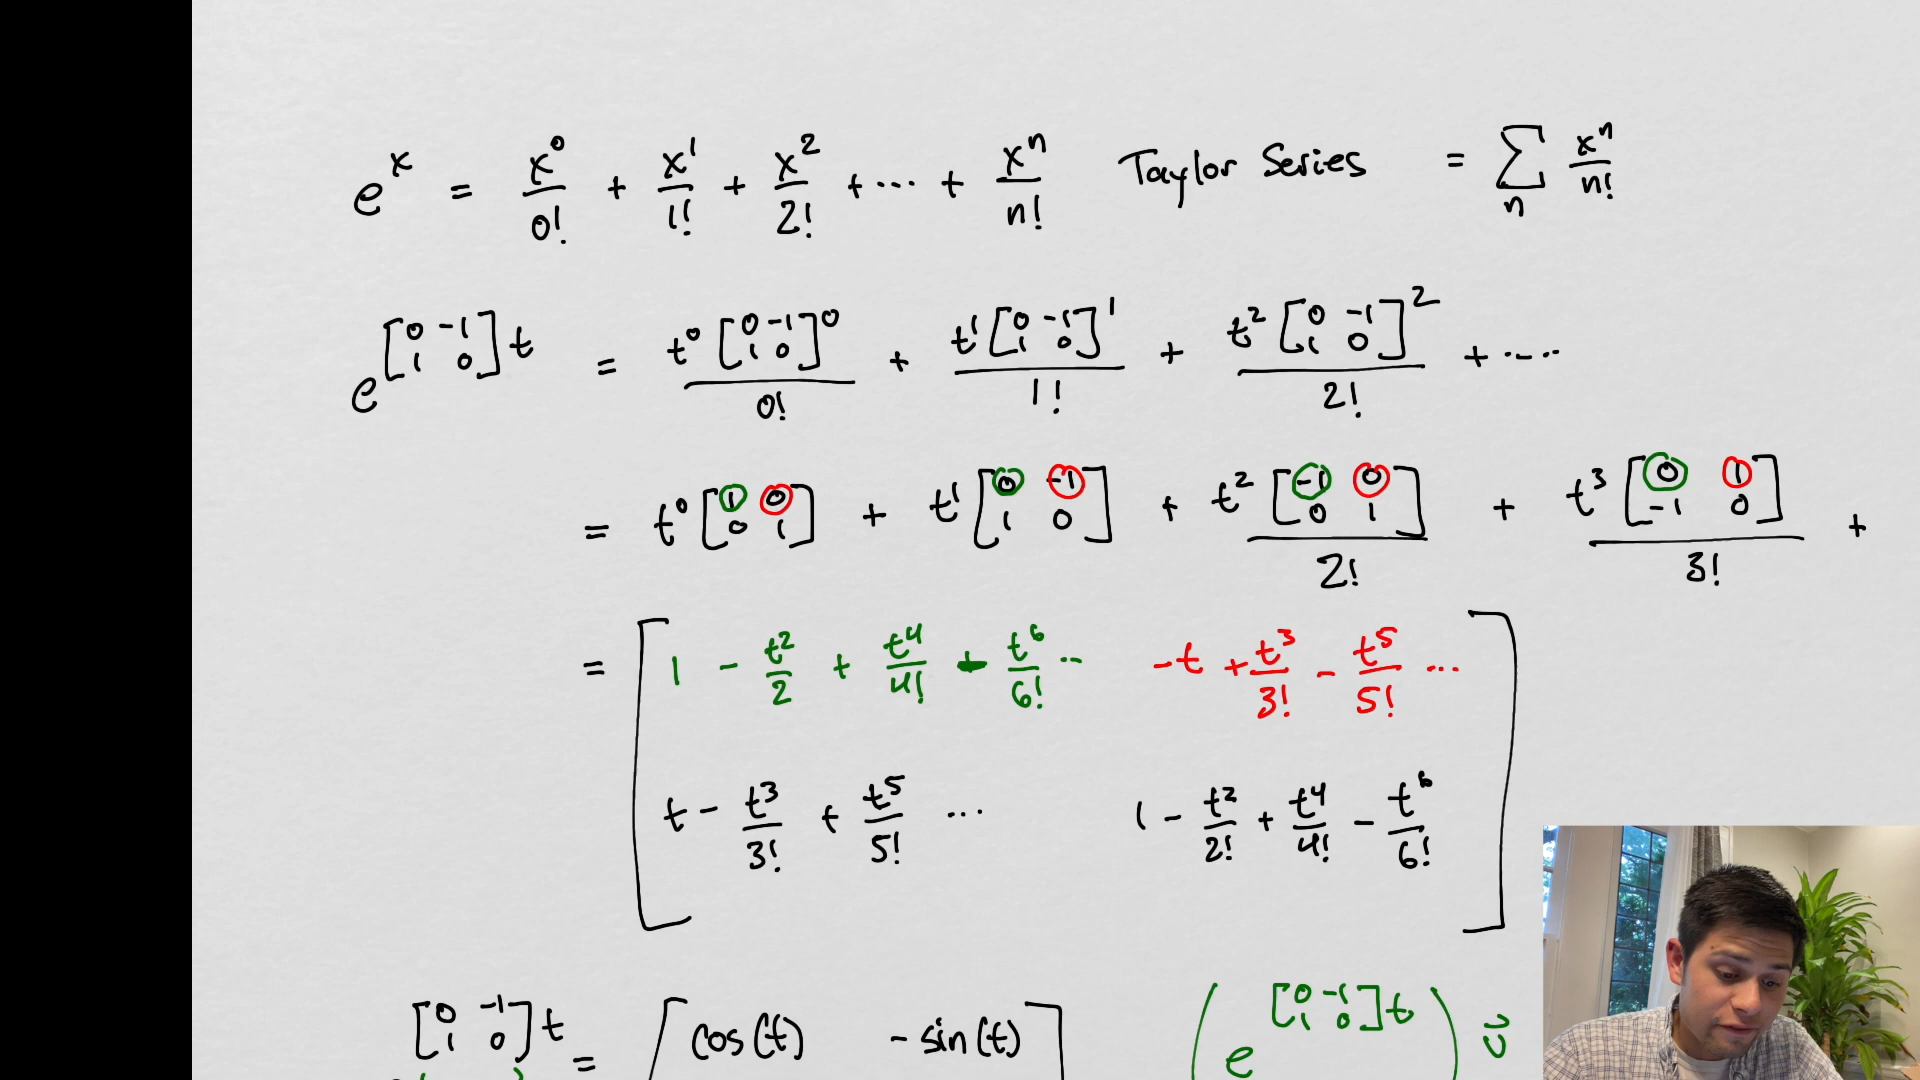 e^x = x^0/0! + x^1/1! + x^2/2! + ... + x^n/n! Taylor Series = Σ_n x^n/n!
e^([0 -1; 1 0]t) = t^0 [0 -1; 1 0]^0 / 0! + t^1 [0 -1; 1 0]^1 / 1! + t^2 [0 -1; 1 0]^2 / 2! + ....
= t^0 [1 0; 0 1] + t^1 [0 -1; 1 0] + t^2 [-1 0; 0 1] / 2! + t^3 [0 1; -1 0] / 3! +
= [1 - t^2/2 + t^4/4! - t^6/6! .. -t + t^3/3! - t^5/5! ...
t - t^3/3! + t^5/5! ... 1 - t^2/2! + t^4/4! - t^6/6!]
[0 -1; 1 0]t = [cos(t) -sin(t)] (e^([0 -1; 1 0]t))